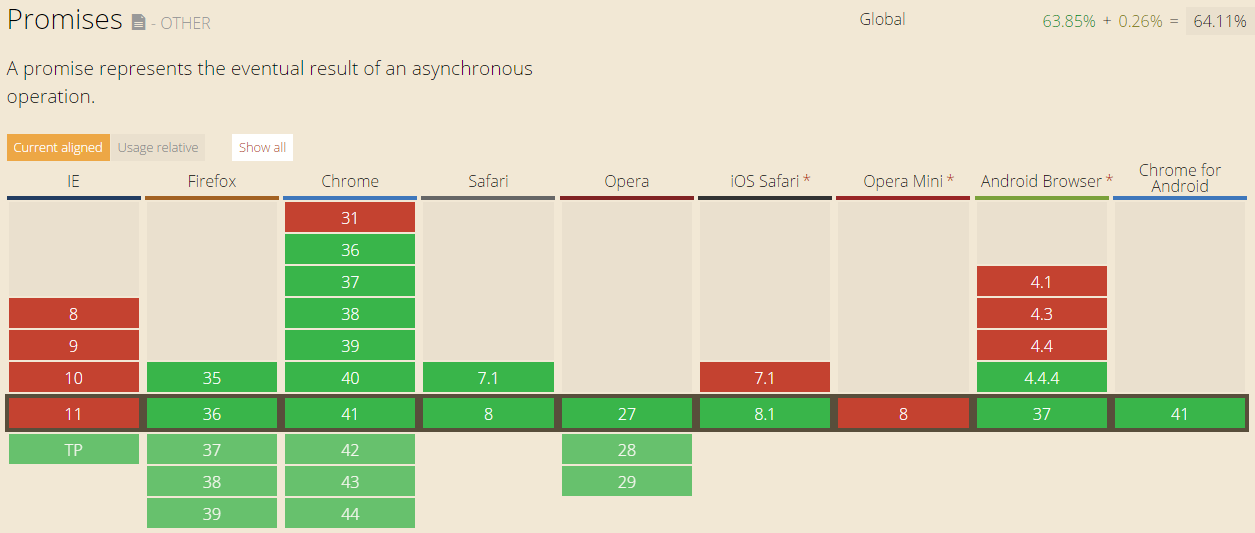 Promises - OTHER
Global 63.85% + 0.26% = 64.11%
A promise represents the eventual result of an asynchronous
operation.
Current aligned Usage relative Show all
IE Firefox Chrome Safari Opera iOS Safari * Opera Mini * Android Browser * Chrome for
Android
31
36
37 4.1
8 38 4.3
9 39 4.4
10 35 40 7.1 7.1 4.4.4
11 36 41 8 27 8.1 8 37 41
TP 37 42 28
38 43 29
39 44